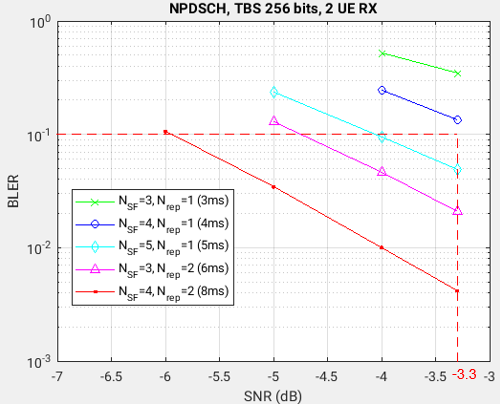 NPDSCH, TBS 256 bits, 2 UE RX
10^0
10^-1
10^-2
10^-3
BLER
N_SF=3, N_rep=1 (3ms)
N_SF=4, N_rep=1 (4ms)
N_SF=5, N_rep=1 (5ms)
N_SF=3, N_rep=2 (6ms)
N_SF=4, N_rep=2 (8ms)
-7 -6.5 -6 -5.5 -5 -4.5 -4 -3.5 -3.3 -3
SNR (dB)